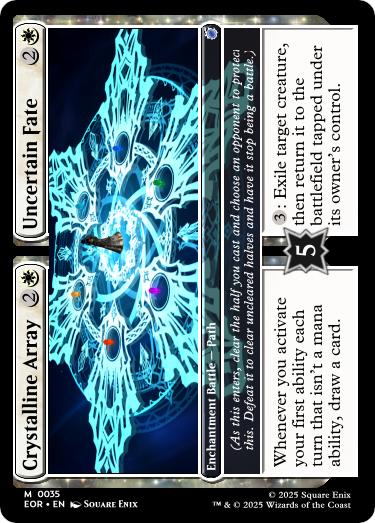 Crystalline Array 2
Uncertain Fate 2
Enchantment Battle – Path
(As this enters, clear the half you cast and choose an opponent to protect
this. Defeat it to clear uncleared halves and have it stop being a battle.)
Whenever you activate
your first ability each
turn that isn't a mana
ability, draw a card.
5
3 : Exile target creature,
then return it to the
battlefield tapped under
its owner's control.
M 0035
EOR • EN SQUARE ENIX
© 2025 Square Enix
™ & © 2025 Wizards of the Coast